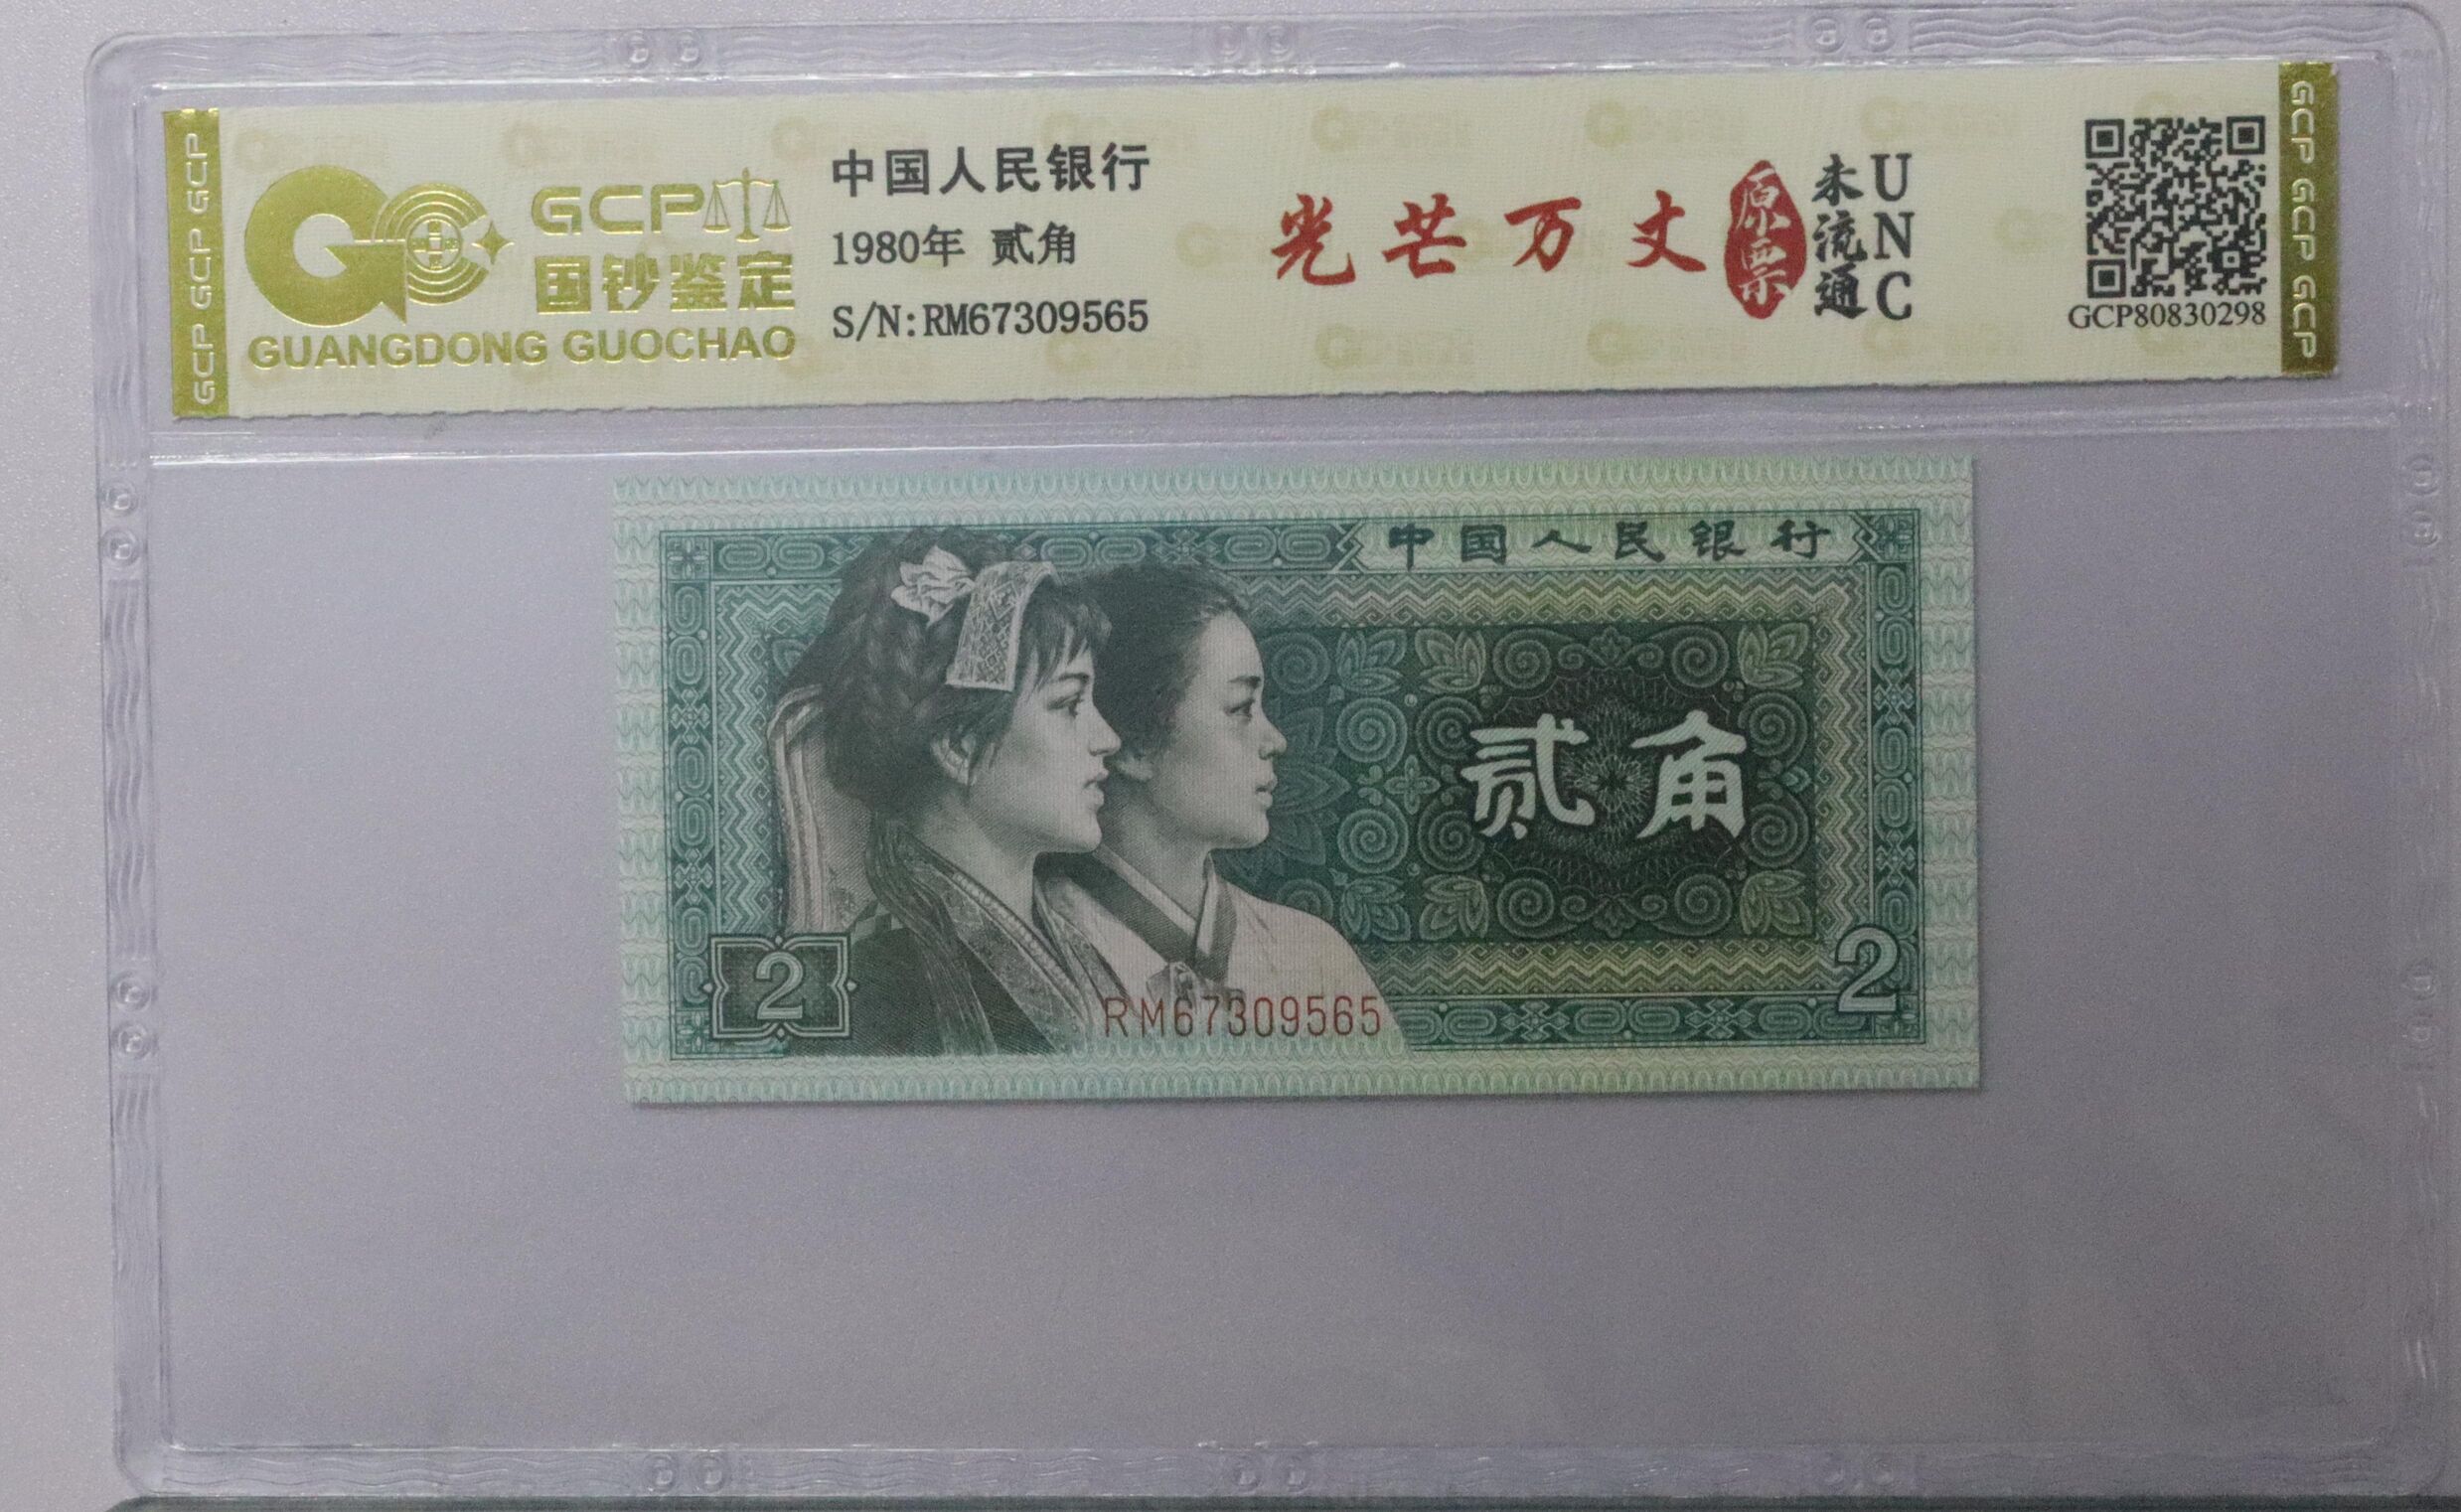 GCP GCP GCP
GCP
国钞鉴定
GUANGDONG GUOCHAO
中国人民银行
1980年 贰角
S/N:RM67309565
光芒万丈
原票
未流通
UNC
GCP80830298
GCP GCP GCP
中国人民银行
贰角
2
RM67309565
2